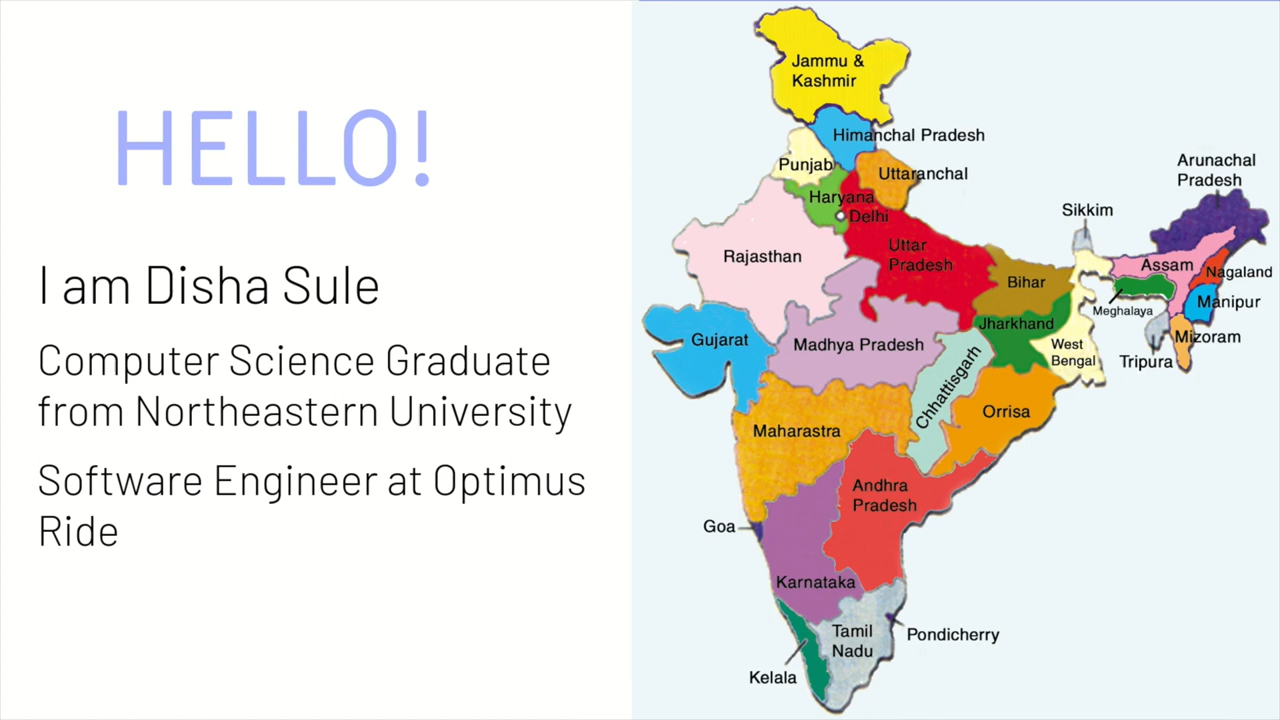 HELLO!
I am Disha Sule
Computer Science Graduate
from Northeastern University
Software Engineer at Optimus
Ride
Jammu &
Kashmir
Himanchal Pradesh
Punjab
Uttaranchal
Haryana
Delhi
Arunachal
Pradesh
Sikkim
Rajasthan
Uttar
Pradesh
Bihar
Assam
Nagaland
Manipur
Meghalaya
Jharkhand
Gujarat
Madhya Pradesh
West
Bengal
Mizoram
Tripura
Chhattisgarh
Orrisa
Maharastra
Andhra
Pradesh
Goa
Karnataka
Tamil
Nadu
Pondicherry
Kelala